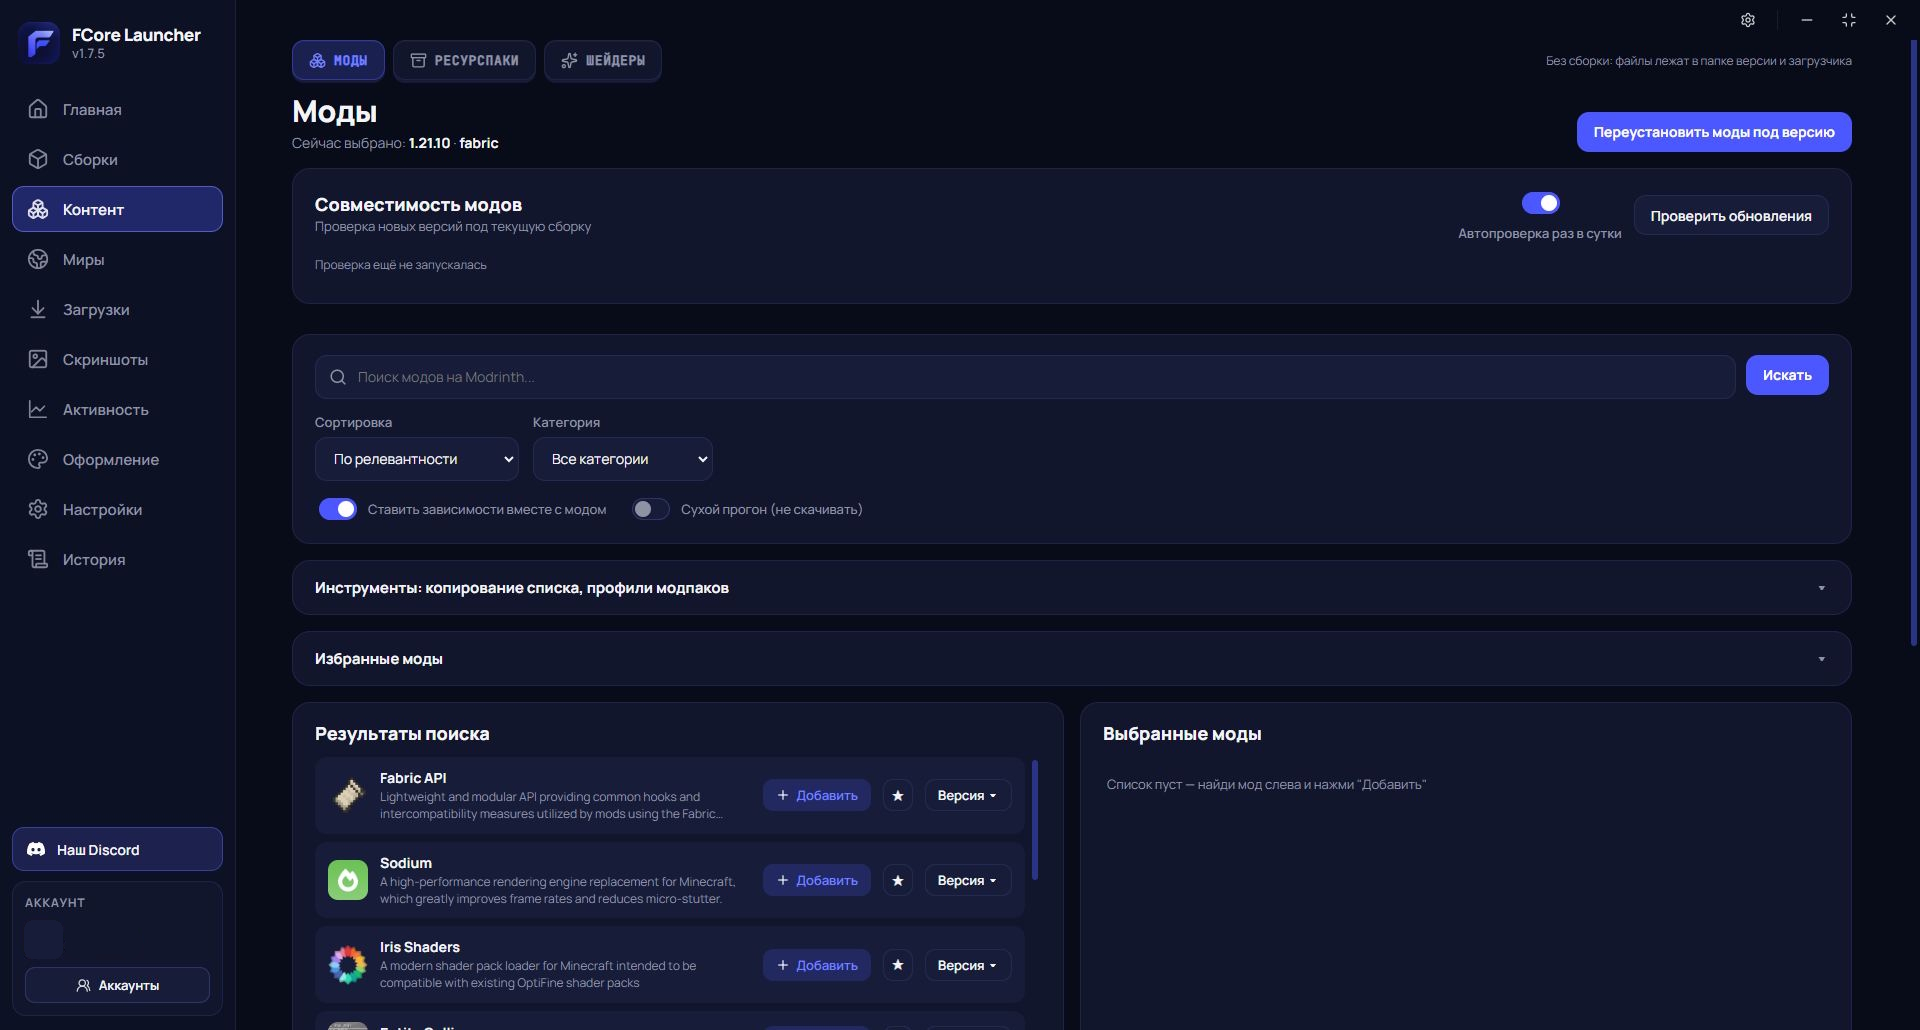 FCore Launcher
v1.7.5
Главная
Сборки
Контент
Миры
Загрузки
Скриншоты
Активность
Оформление
Настройки
История
Наш Discord
АККАУНТ
Аккаунты
МОДЫ
РЕСУРСПАКИ
ШЕЙДЕРЫ
Без сборки: файлы лежат в папке версии и загрузчика
Моды
Сейчас выбрано: 1.21.10 · fabric
Переустановить моды под версию
Совместимость модов
Проверка новых версий под текущую сборку
Проверка ещё не запускалась
Автопроверка раз в сутки
Проверить обновления
Поиск модов на Modrinth...
Искать
Сортировка
Категория
По релевантности
Все категории
Ставить зависимости вместе с модом
Сухой прогон (не скачивать)
Инструменты: копирование списка, профили модпаков
Избранные моды
Результаты поиска
Fabric API
Lightweight and modular API providing common hooks and
intercompatibility measures utilized by mods using the Fabric...
Добавить
Версия
Sodium
A high-performance rendering engine replacement for Minecraft,
which greatly improves frame rates and reduces micro-stutter.
Добавить
Версия
Iris Shaders
A modern shader pack loader for Minecraft intended to be
compatible with existing OptiFine shader packs
Добавить
Версия
Выбранные моды
Список пуст — найди мод слева и нажми "Добавить"